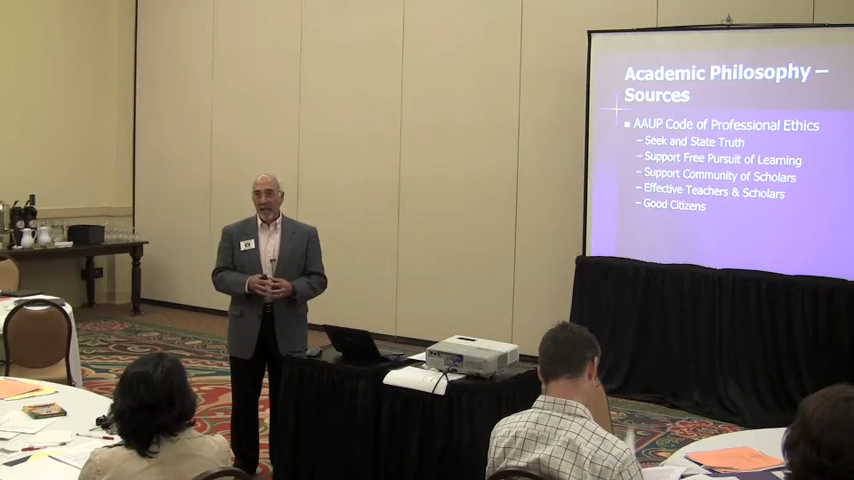 Academic Philosophy –
Sources
AAUP Code of Professional Ethics
– Seek and State Truth
– Support Free Pursuit of Learning
– Support Community of Scholars
– Effective Teachers & Scholars
– Good Citizens